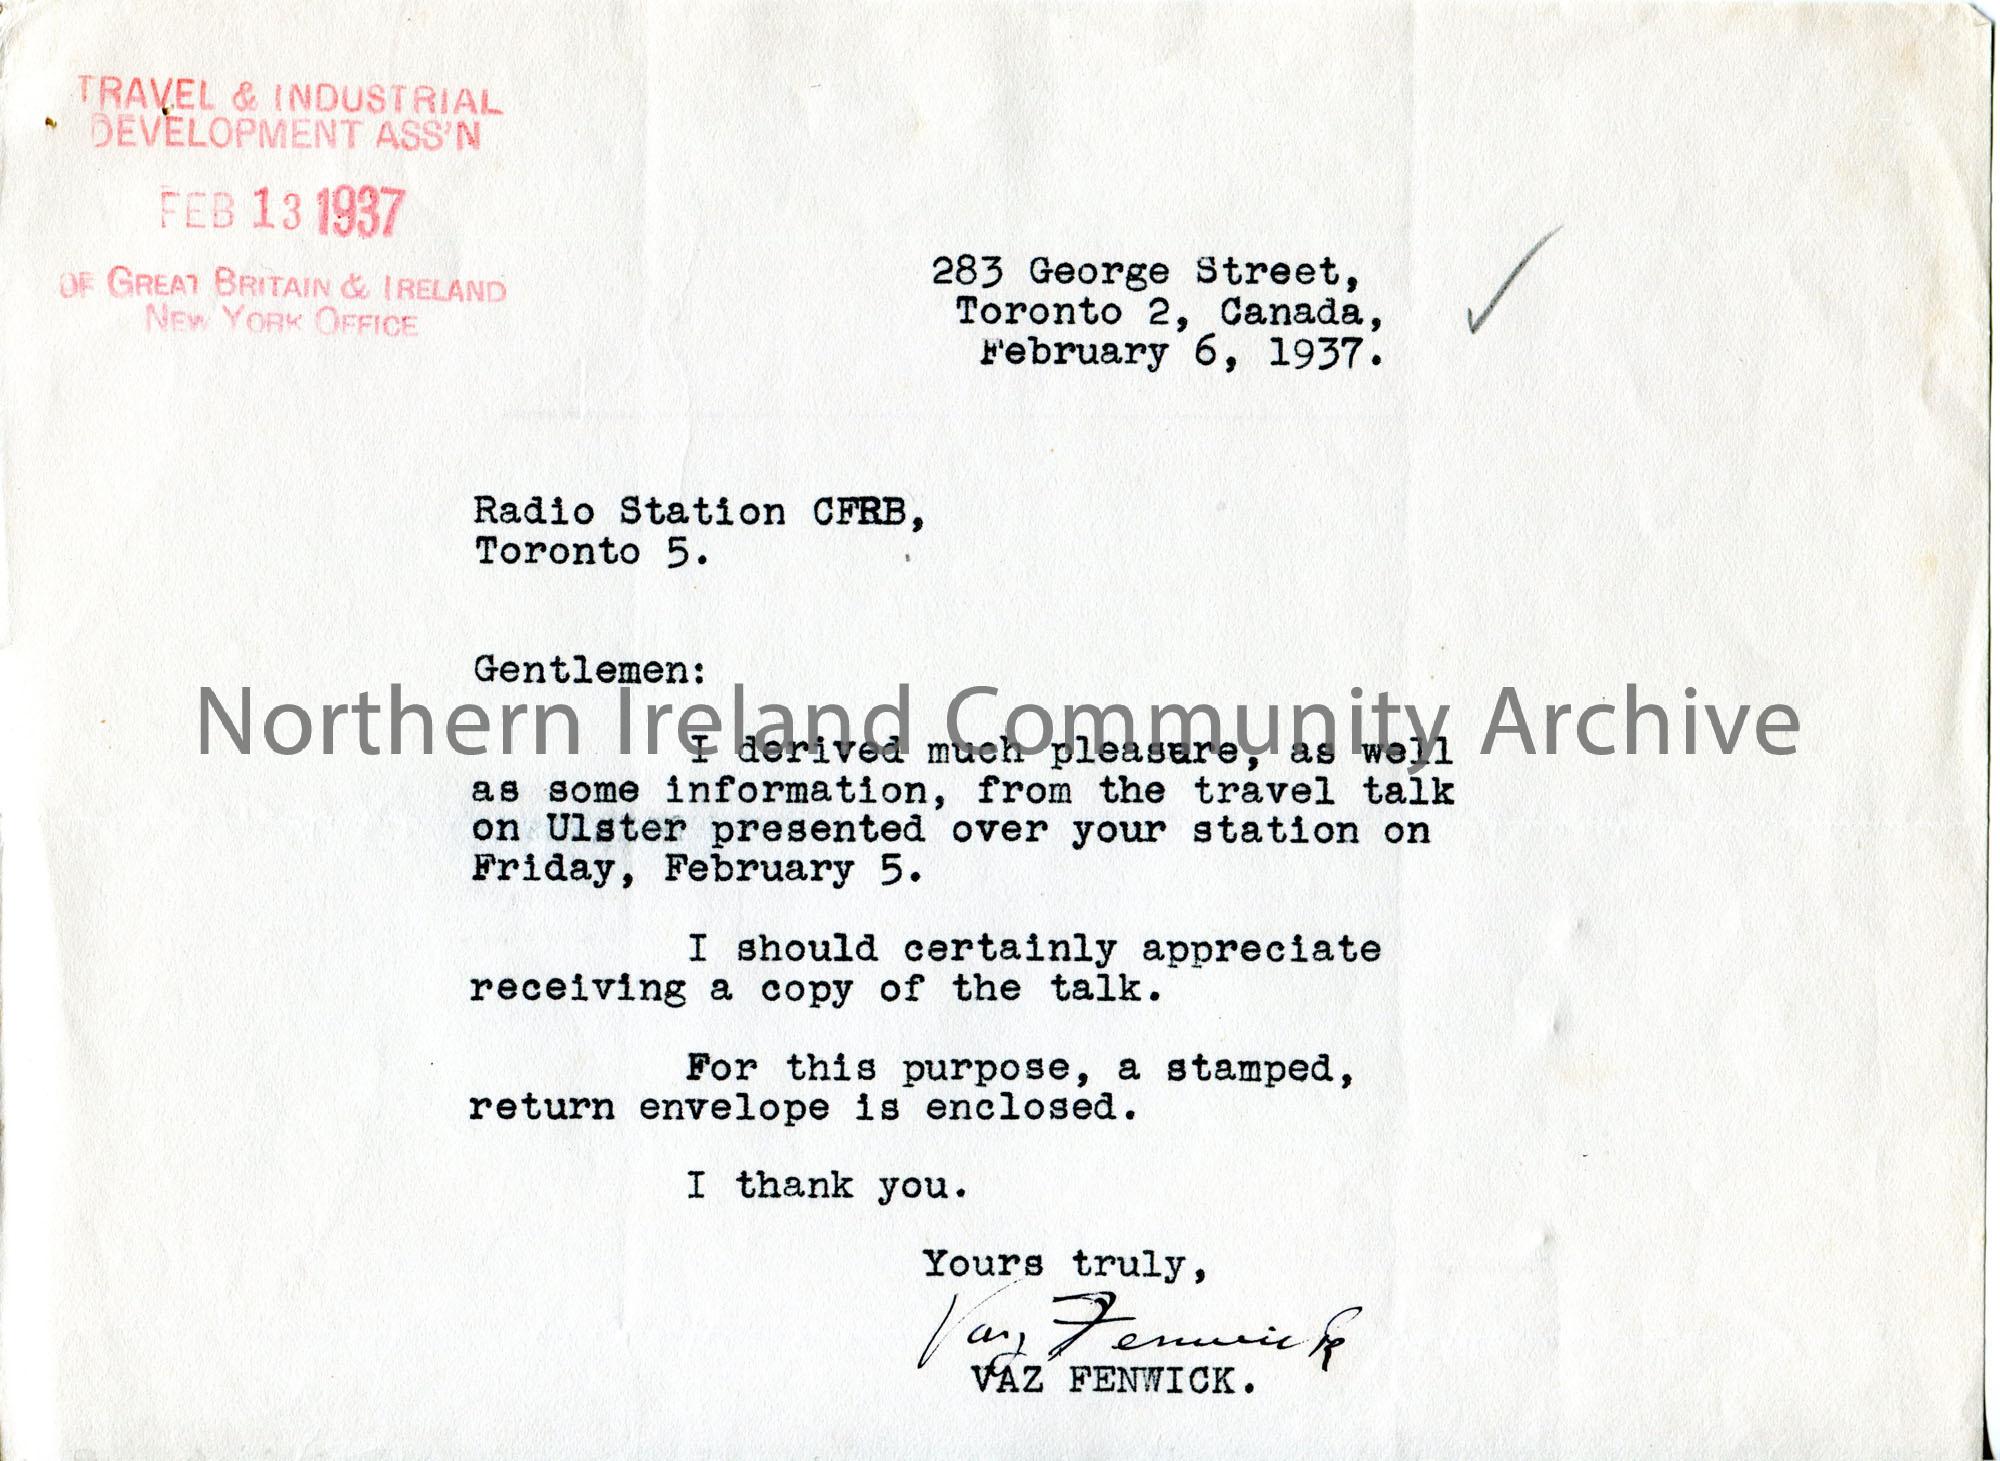 TRAVEL & INDUSTRIAL
DEVELOPMENT ASS'N
FEB 13 1937
OF GREAT BRITAIN & IRELAND
NEW YORK OFFICE
283 George Street,
Toronto 2, Canada,
February 6, 1937.
Radio Station CFRB,
Toronto 5.
Gentlemen:
Northern Ireland Community Archive
I derived much pleasure, as well
as some information, from the travel talk
on Ulster presented over your station on
Friday, February 5.
I should certainly appreciate
receiving a copy of the talk.
For this purpose, a stamped,
return envelope is enclosed.
I thank you.
Yours truly,
Vaz Fenwick
VAZ FENWICK.